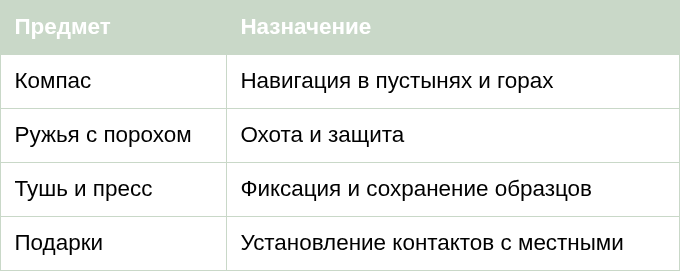 Предмет Назначение
Компас Навигация в пустынях и горах
Ружья с порохом Охота и защита
Тушь и пресс Фиксация и сохранение образцов
Подарки Установление контактов с местными